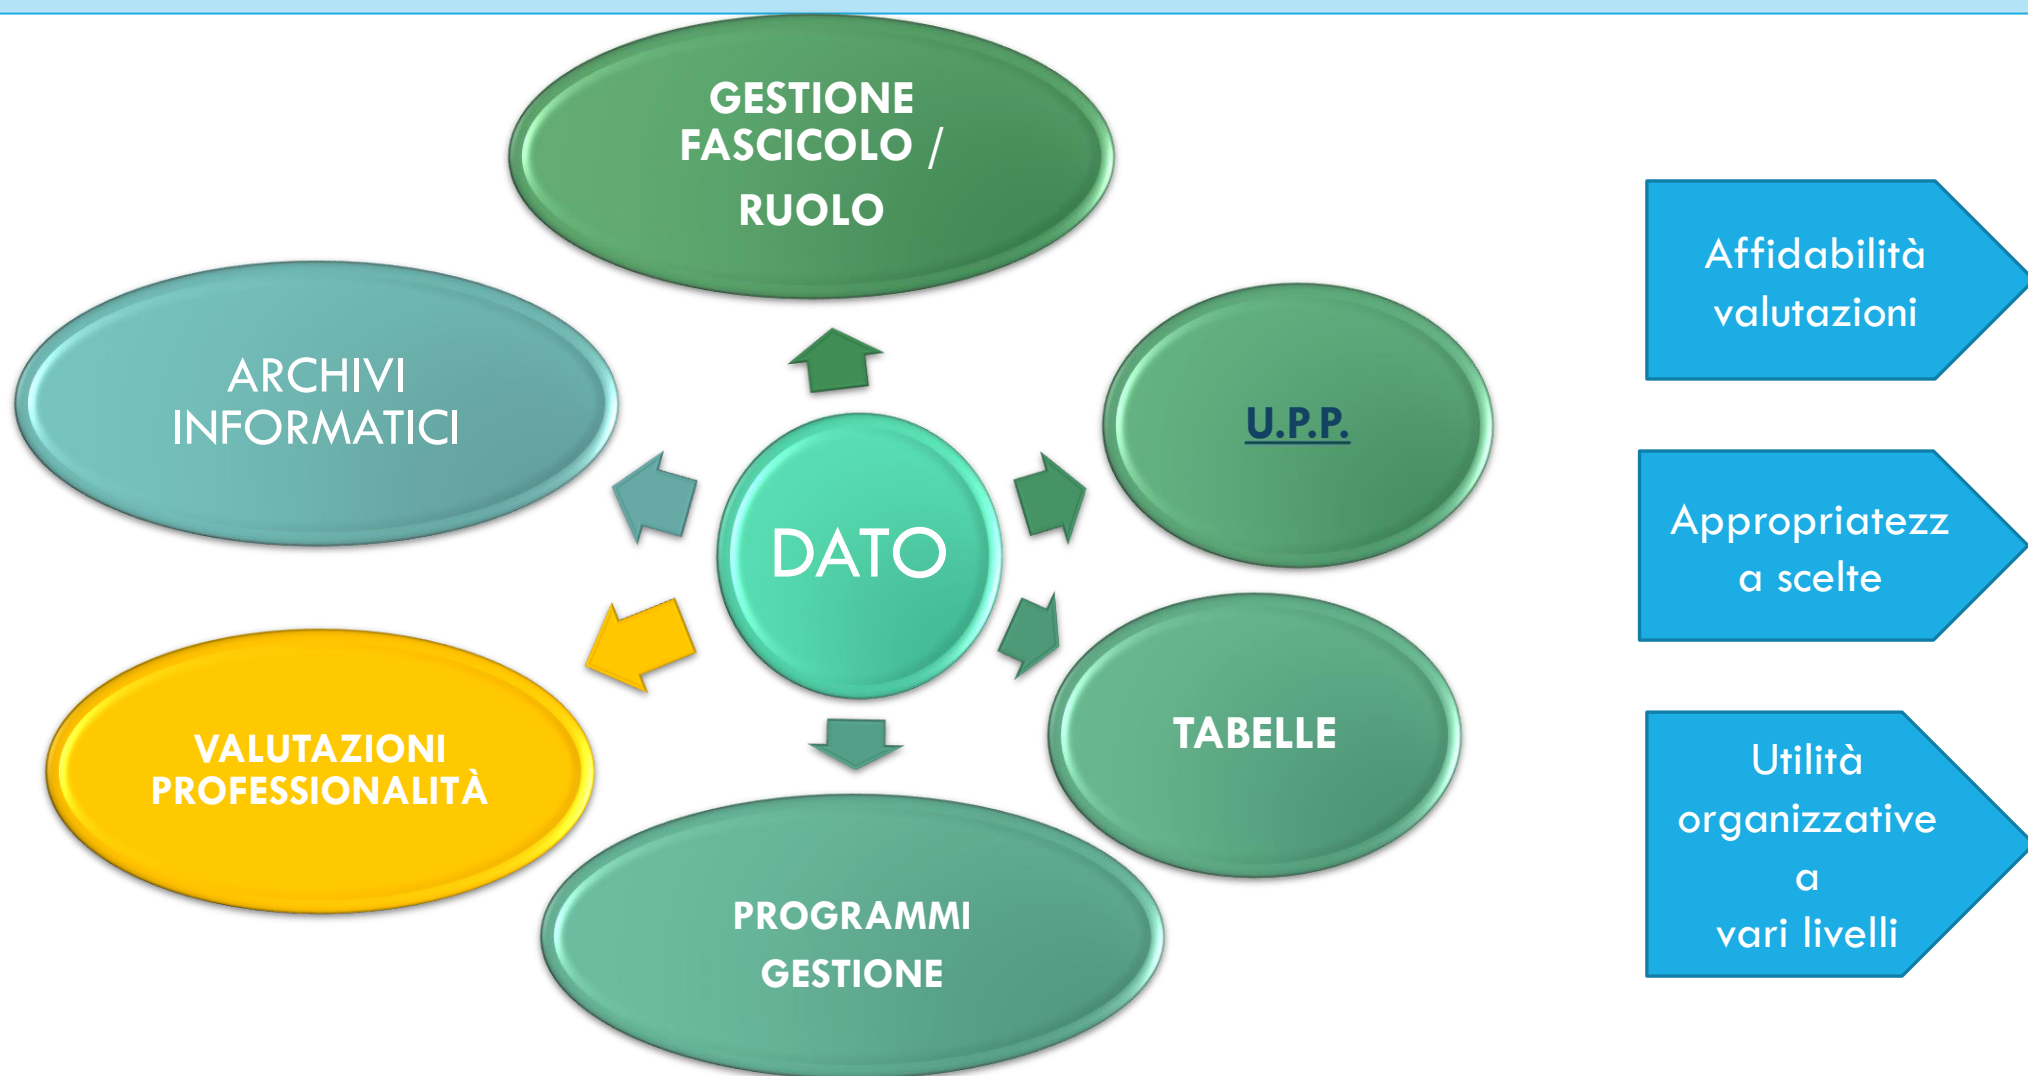 GESTIONE
FASCICOLO /
RUOLO
ARCHIVI
INFORMATICI
U.P.P.
DATO
TABELLE
VALUTAZIONI
PROFESSIONALITÀ
PROGRAMMI
GESTIONE
Affidabilità
valutazioni
Appropriatezz
a scelte
Utilità
organizzative
a
vari livelli